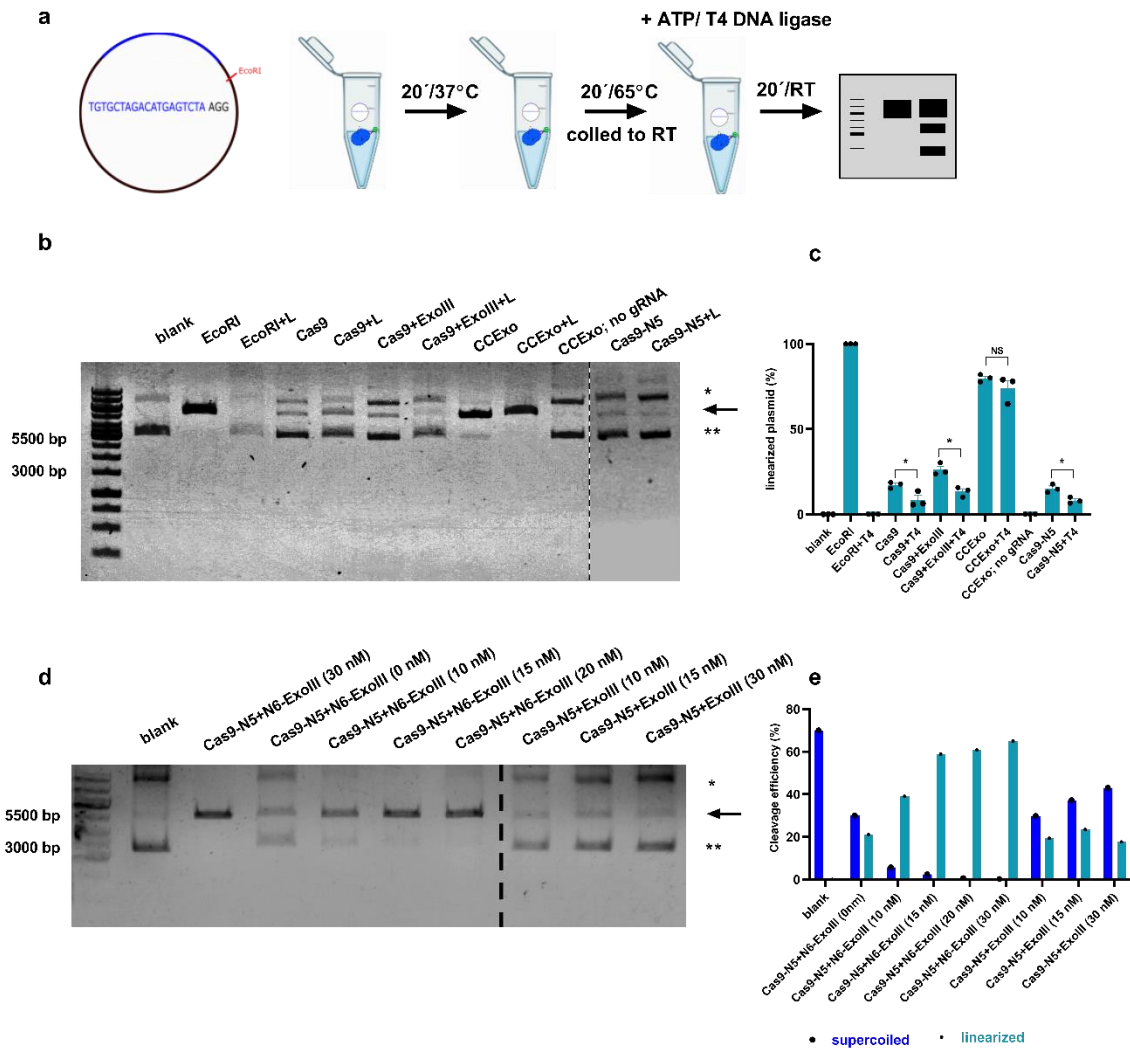 a
+ ATP/ T4 DNA ligase
EcoRI
TGTGCTAGACATGAGTCTA AGG
20´/37°C
20´/65°C
colled to RT
20´/RT
b
blank
EcoRI
EcoRI+L
Cas9
Cas9+L
Cas9+ExoIII
Cas9+ExoIII+L
CCExo
CCExo+L
CCExo; no gRNA
Cas9-N5
Cas9-N5+L
5500 bp
3000 bp
*
**
c
linearized plasmid (%)
100
50
0
*
*
NS
*
blank
EcoRI
EcoRI+T4
Cas9
Cas9+T4
Cas9+ExoIII
Cas9+ExoIII+T4
CCExo
CCExo+T4
CCExo; no gRNA
Cas9-N5
Cas9-N5+T4
d
blank
Cas9-N5+N6-ExoIII (30 nM)
Cas9-N5+N6-ExoIII (0 nM)
Cas9-N5+N6-ExoIII (10 nM)
Cas9-N5+N6-ExoIII (15 nM)
Cas9-N5+N6-ExoIII (20 nM)
Cas9-N5+ExoIII (10 nM)
Cas9-N5+ExoIII (15 nM)
Cas9-N5+ExoIII (30 nM)
5500 bp
3000 bp
*
**
e
Cleavage efficiency (%)
80
60
40
20
0
blank
Cas9-N5+N6-ExoIII (0nm)
Cas9-N5+N6-ExoIII (10 nM)
Cas9-N5+N6-ExoIII (15 nM)
Cas9-N5+N6-ExoIII (20 nM)
Cas9-N5+N6-ExoIII (30 nM)
Cas9-N5+ExoIII (10 nM)
Cas9-N5+ExoIII (15 nM)
Cas9-N5+ExoIII (30 nM)
supercoiled
linearized